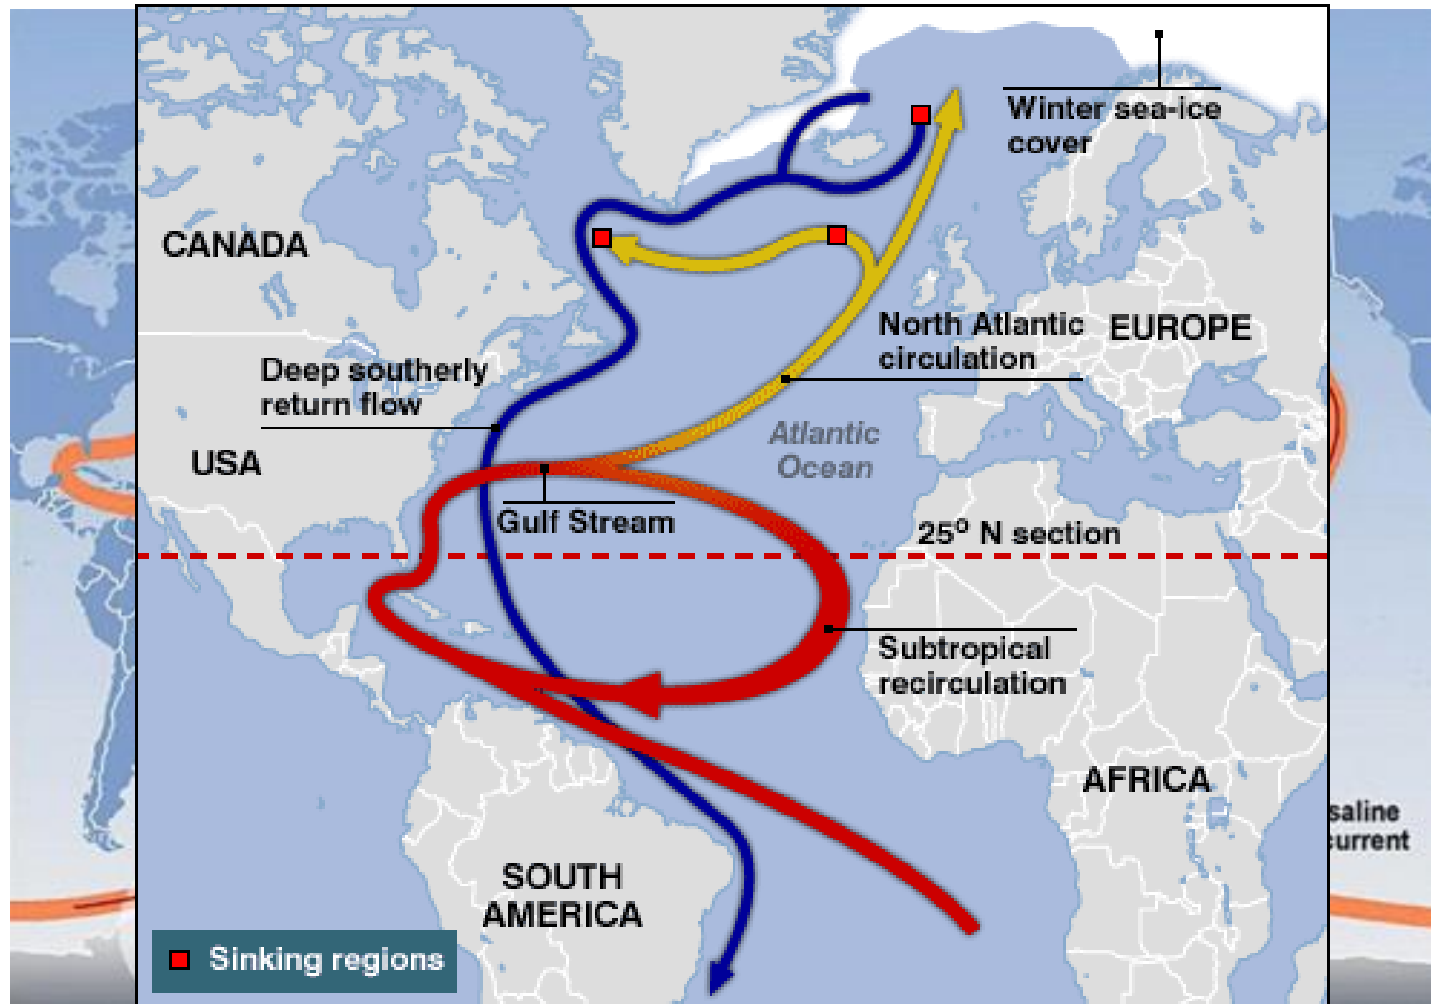 Winter sea-ice
cover
CANADA
North Atlantic
circulation
EUROPE
Deep southerly
return flow
Atlantic
Ocean
USA
Gulf Stream
25º N section
Subtropical
recirculation
AFRICA
saline
current
SOUTH
AMERICA
Sinking regions